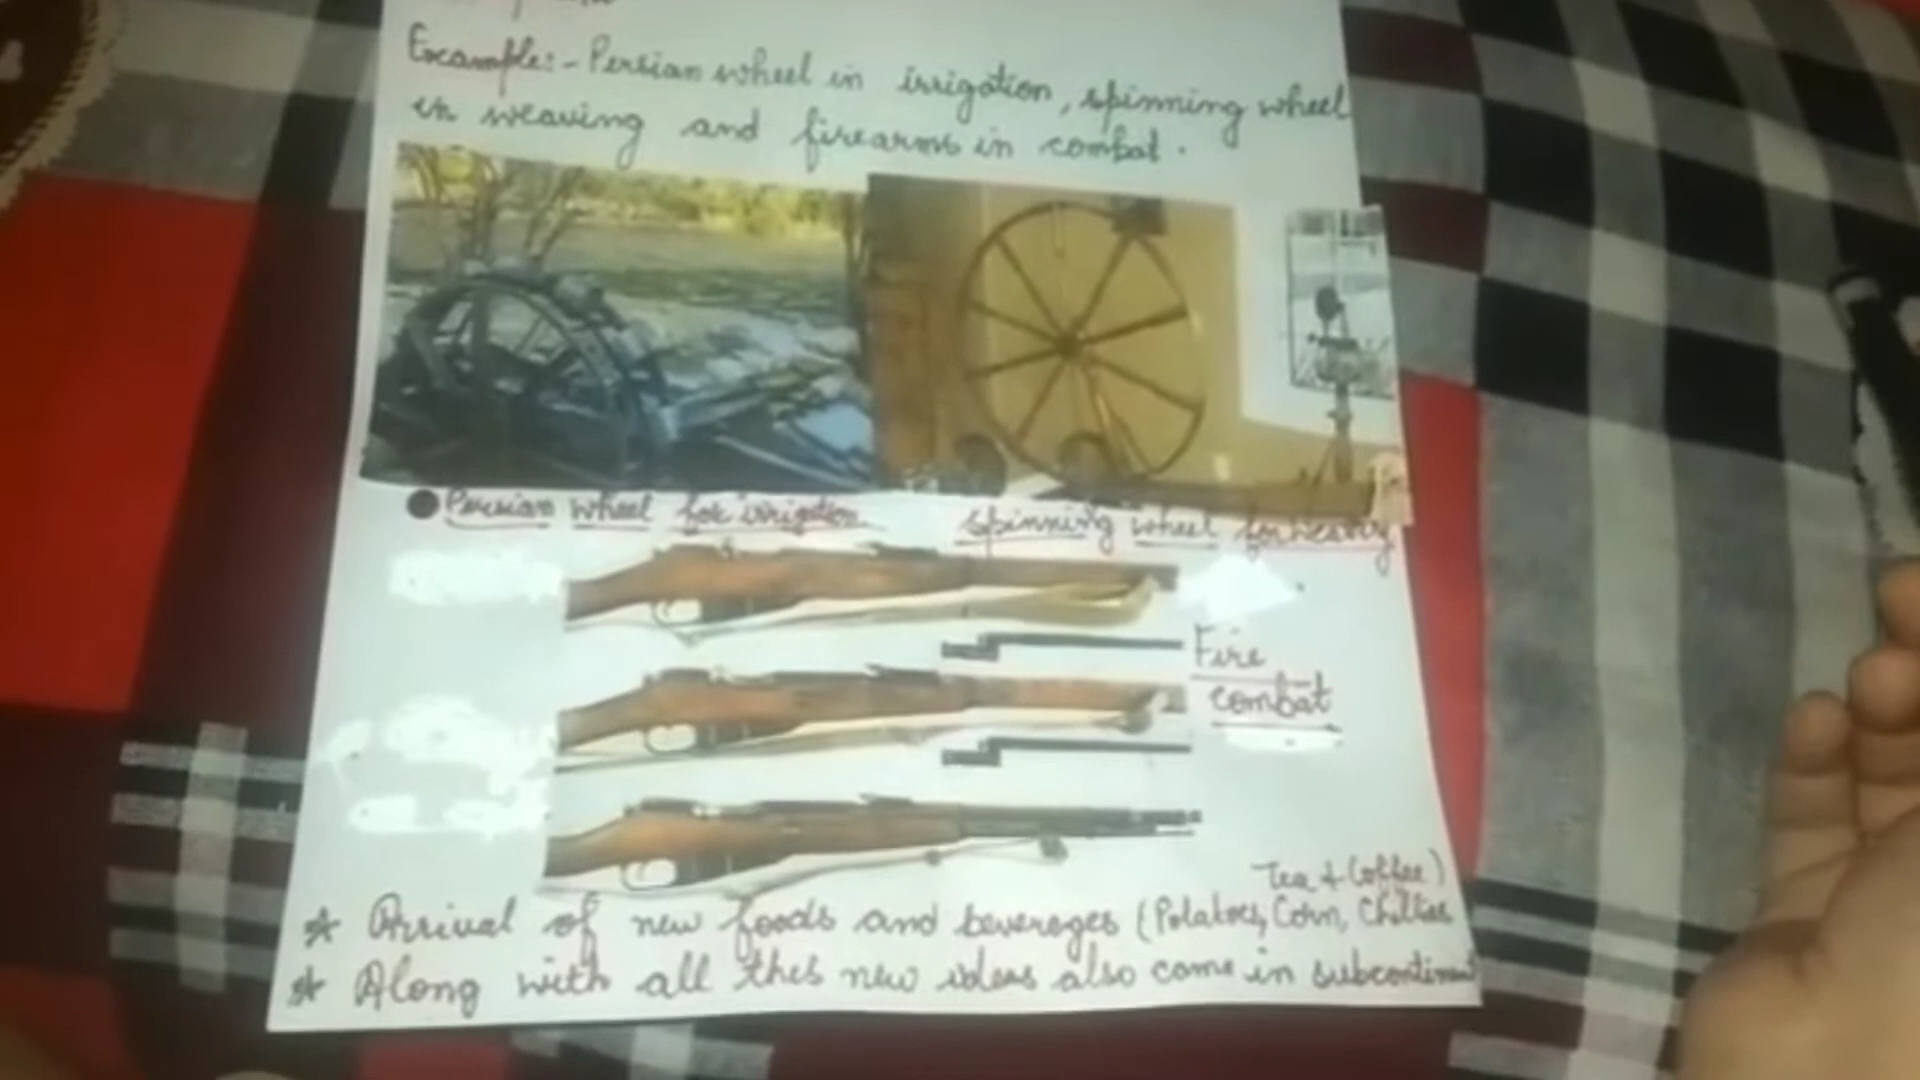 Example:- Persian wheel in irrigation, spinning wheel
in weaving and firearms in combat.
Persian wheel for irrigation
spinning wheel
Fire
combat
Tea + Coffee)
* Arrival of new foods and beverages (Potatoes, Corn, Chillies
* Along with all thes new ideas also came in subcontinent